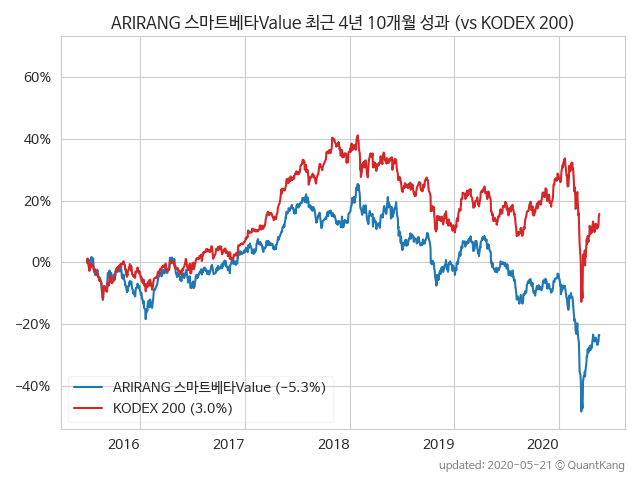 ARIRANG 스마트베타Value 최근 4년 10개월 성과 (vs KODEX 200)
60%
40%
20%
0%
−20%
−40%
ARIRANG 스마트베타Value (−5.3%)
KODEX 200 (3.0%)
2016 2017 2018 2019 2020
updated: 2020-05-21 © QuantKang